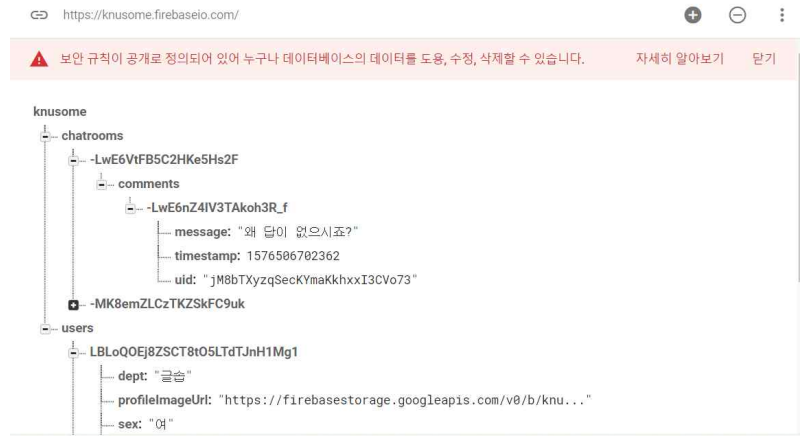 https://knusome.firebaseio.com/
보안 규칙이 공개로 정의되어 있어 누구나 데이터베이스의 데이터를 도용, 수정, 삭제할 수 있습니다. 자세히 알아보기 닫기
knusome
chatrooms
-LwE6VtFB5C2HKe5Hs2F
comments
-LwE6nZ4IV3TAkoh3R_f
message: "왜 답이 없으시죠?"
timestamp: 1576506702362
uid: "jM8bTXyzqSecKYmaKkhxxI3CVo73"
-MK8emZLCzTKZSkFC9uk
users
LBLoQOEj8ZSCT8tO5LTdTJnH1Mg1
dept: "글솝"
profileImageUrl: "https://firebasestorage.googleapis.com/v0/b/knu..."
sex: "여"